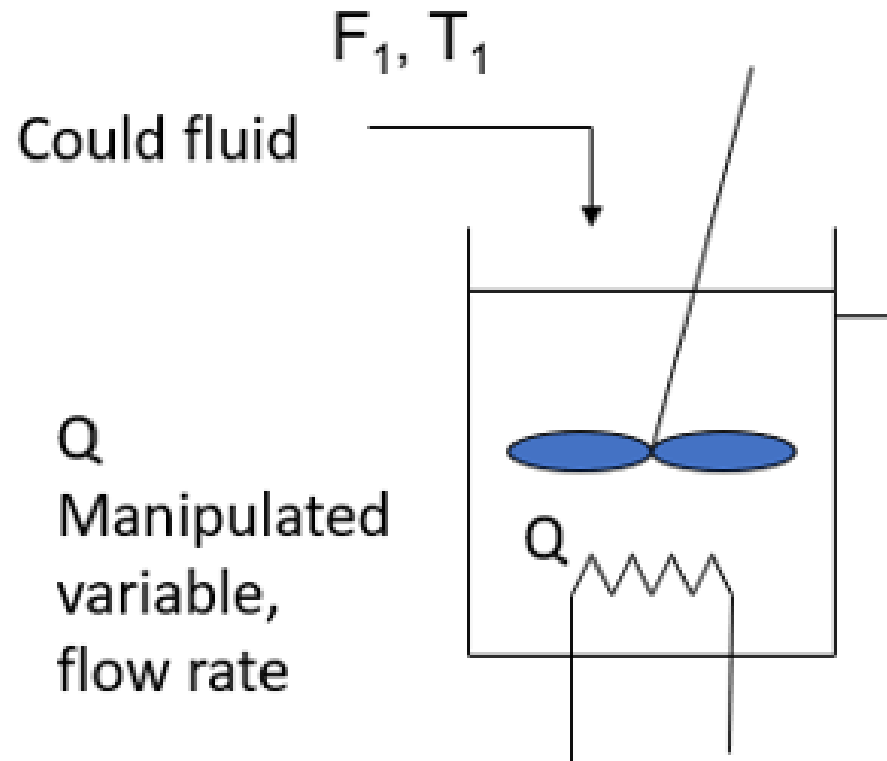 F₁, T₁
Could fluid
Q
Manipulated
variable,
flow rate
Q